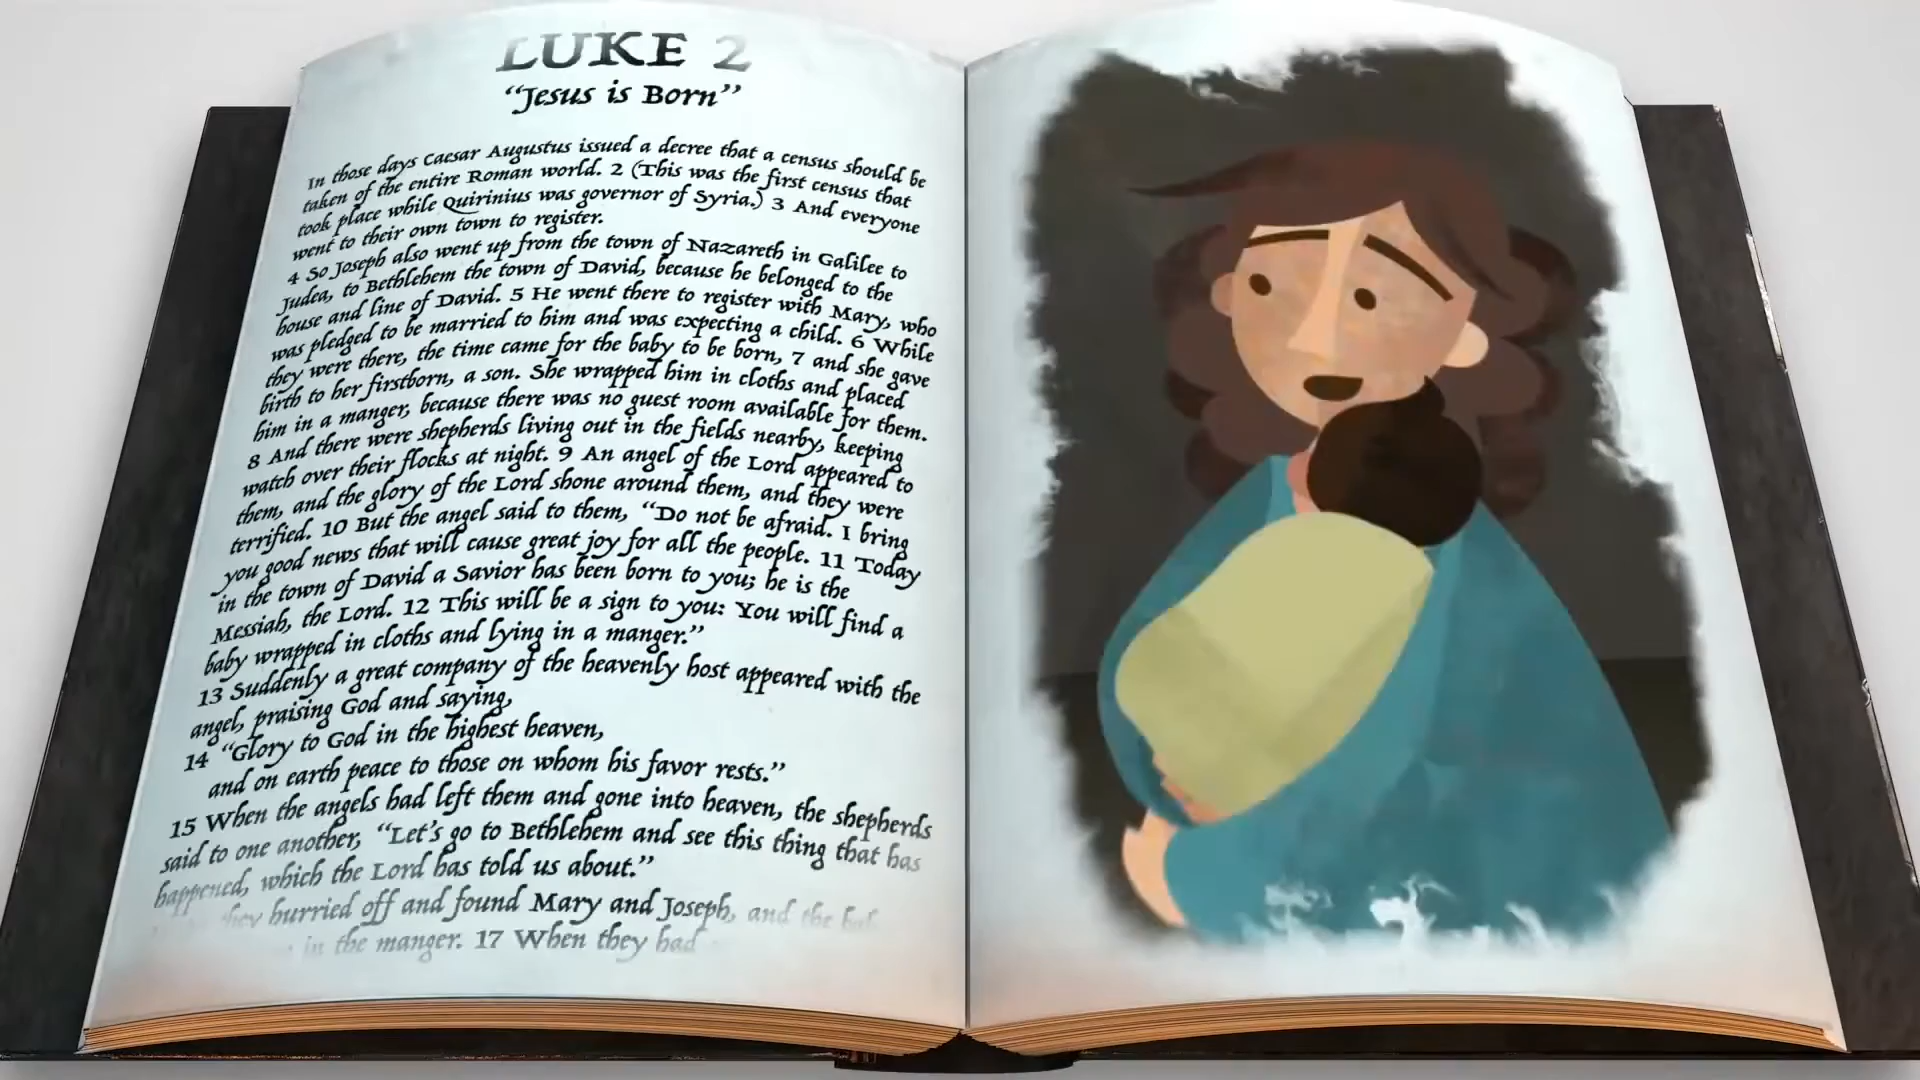 LUKE 2
“Jesus is Born”
In those days Caesar Augustus issued a decree that a census should be
taken of the entire Roman world. 2 (This was the first census that
took place while Quirinius was governor of Syria.) 3 And everyone
went to their own town to register.
4 So Joseph also went up from the town of Nazareth in Galilee to
Judea, to Bethlehem the town of David, because he belonged to the
house and line of David. 5 He went there to register with Mary, who
was pledged to be married to him and was expecting a child. 6 While
they were there, the time came for the baby to be born, 7 and she gave
birth to her firstborn, a son. She wrapped him in cloths and placed
him in a manger, because there was no guest room available for them.
8 And there were shepherds living out in the fields nearby, keeping
watch over their flocks at night. 9 An angel of the Lord appeared to
them, and the glory of the Lord shone around them, and they were
terrified. 10 But the angel said to them, “Do not be afraid. I bring
you good news that will cause great joy for all the people. 11 Today
in the town of David a Savior has been born to you; he is the
Messiah, the Lord. 12 This will be a sign to you: You will find a
baby wrapped in cloths and lying in a manger.”
13 Suddenly a great company of the heavenly host appeared with the
angel, praising God and saying,
14 “Glory to God in the highest heaven,
and on earth peace to those on whom his favor rests.”
15 When the angels had left them and gone into heaven, the shepherds
said to one another, “Let’s go to Bethlehem and see this thing that has
happened, which the Lord has told us about.”
they hurried off and found Mary and Joseph, and the
in the manger. 17 When they had